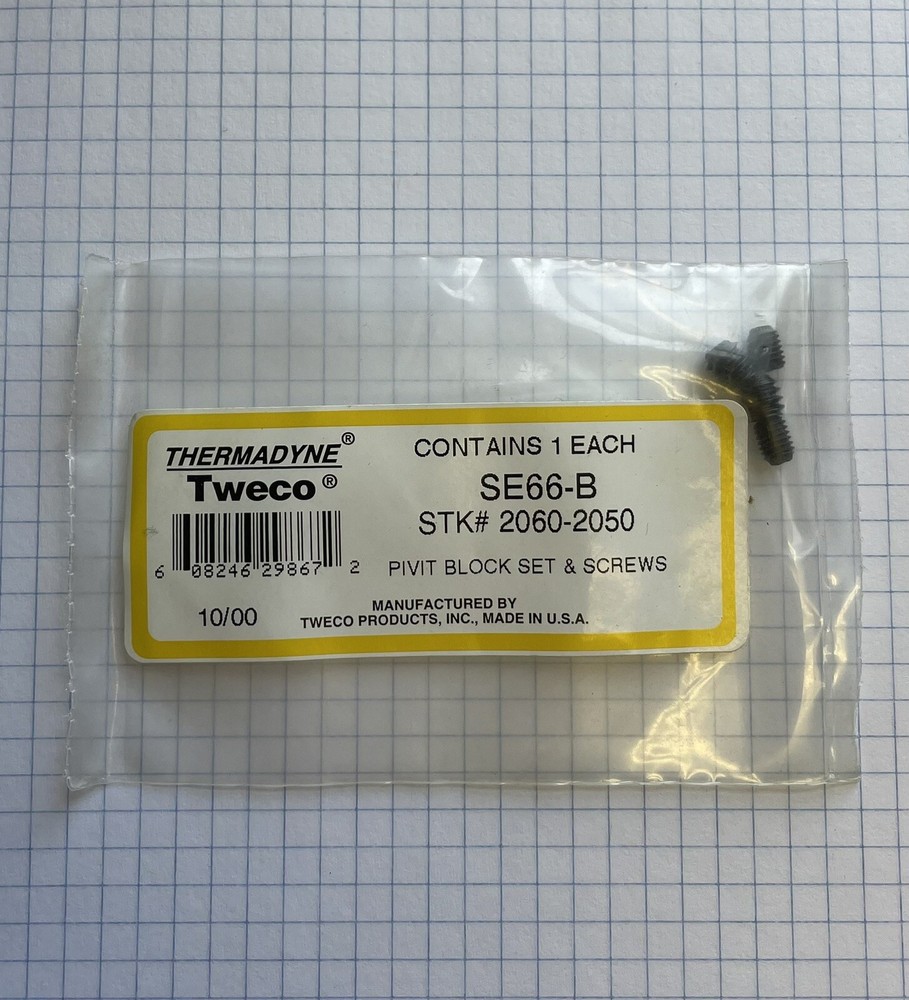 THERMADYNE®
Tweco®
6 08246 29867 2
10/00
CONTAINS 1 EACH
SE66-B
STK# 2060-2050
PIVIT BLOCK SET & SCREWS
MANUFACTURED BY
TWECO PRODUCTS, INC., MADE IN U.S.A.